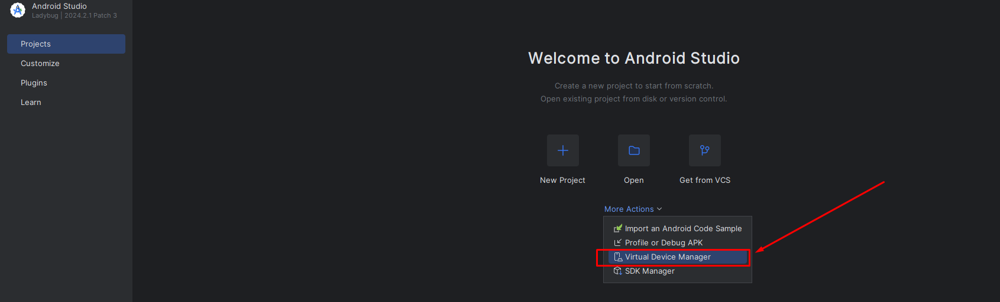 Android Studio
Ladybug | 2024.2.1 Patch 3
Projects
Customize
Plugins
Learn
Welcome to Android Studio
Create a new project to start from scratch.
Open existing project from disk or version control.
New Project
Open
Get from VCS
More Actions
Import an Android Code Sample
Profile or Debug APK
Virtual Device Manager
SDK Manager